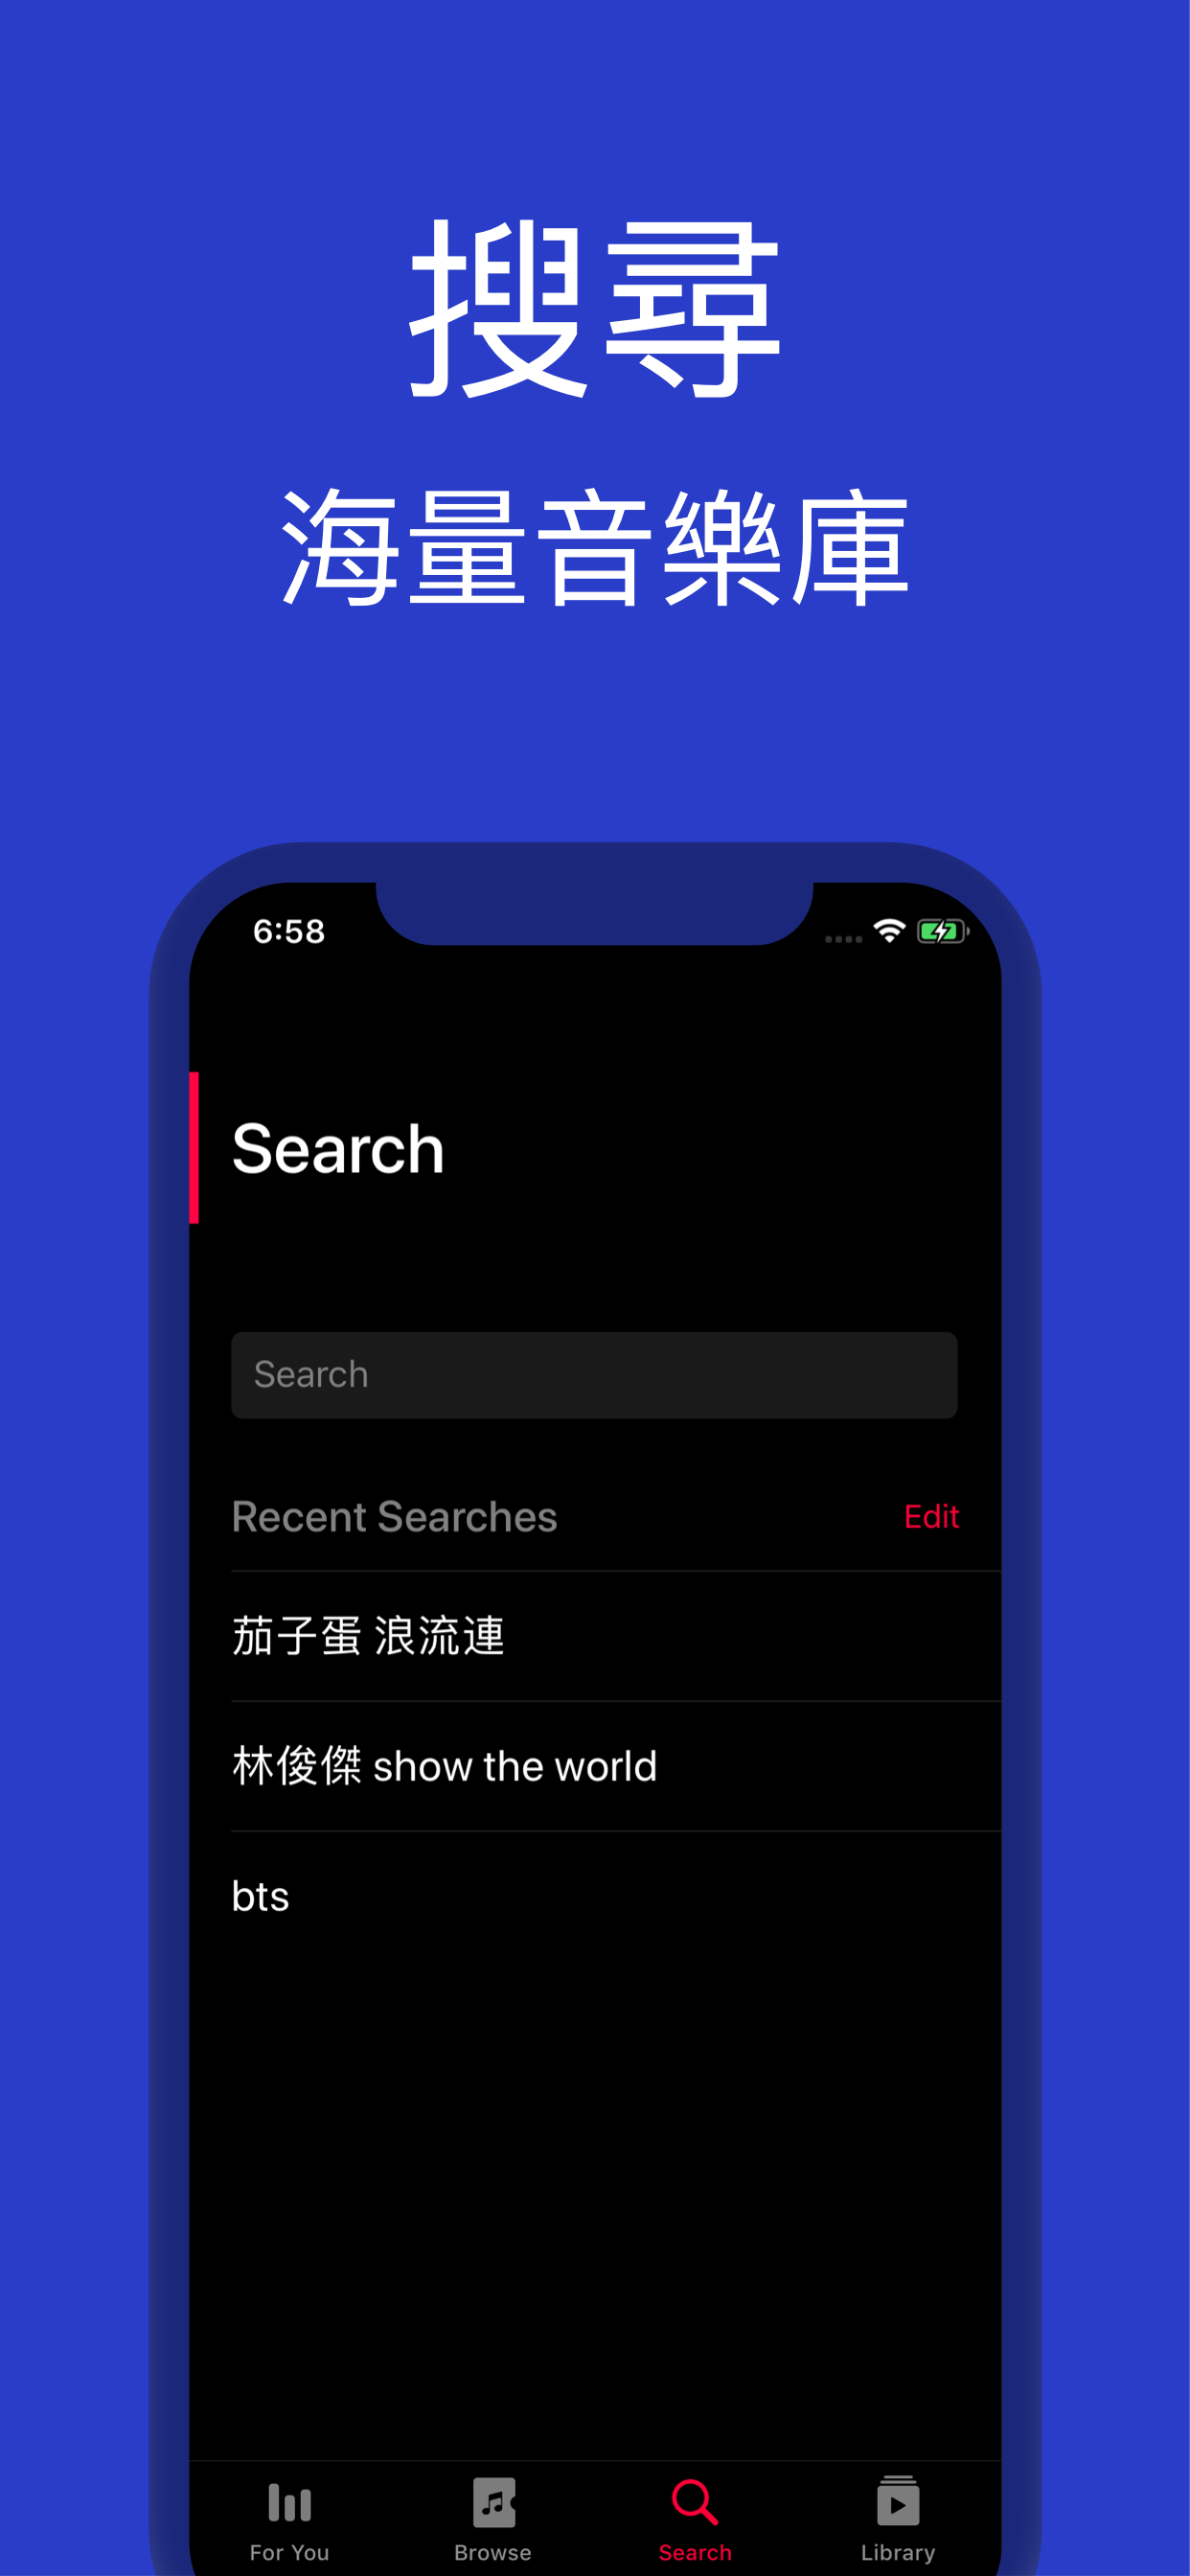 搜尋
海量音樂庫
6:58
Search
Search
Recent Searches
Edit
茄子蛋 浪流連
林俊傑 show the world
bts
For You
Browse
Search
Library